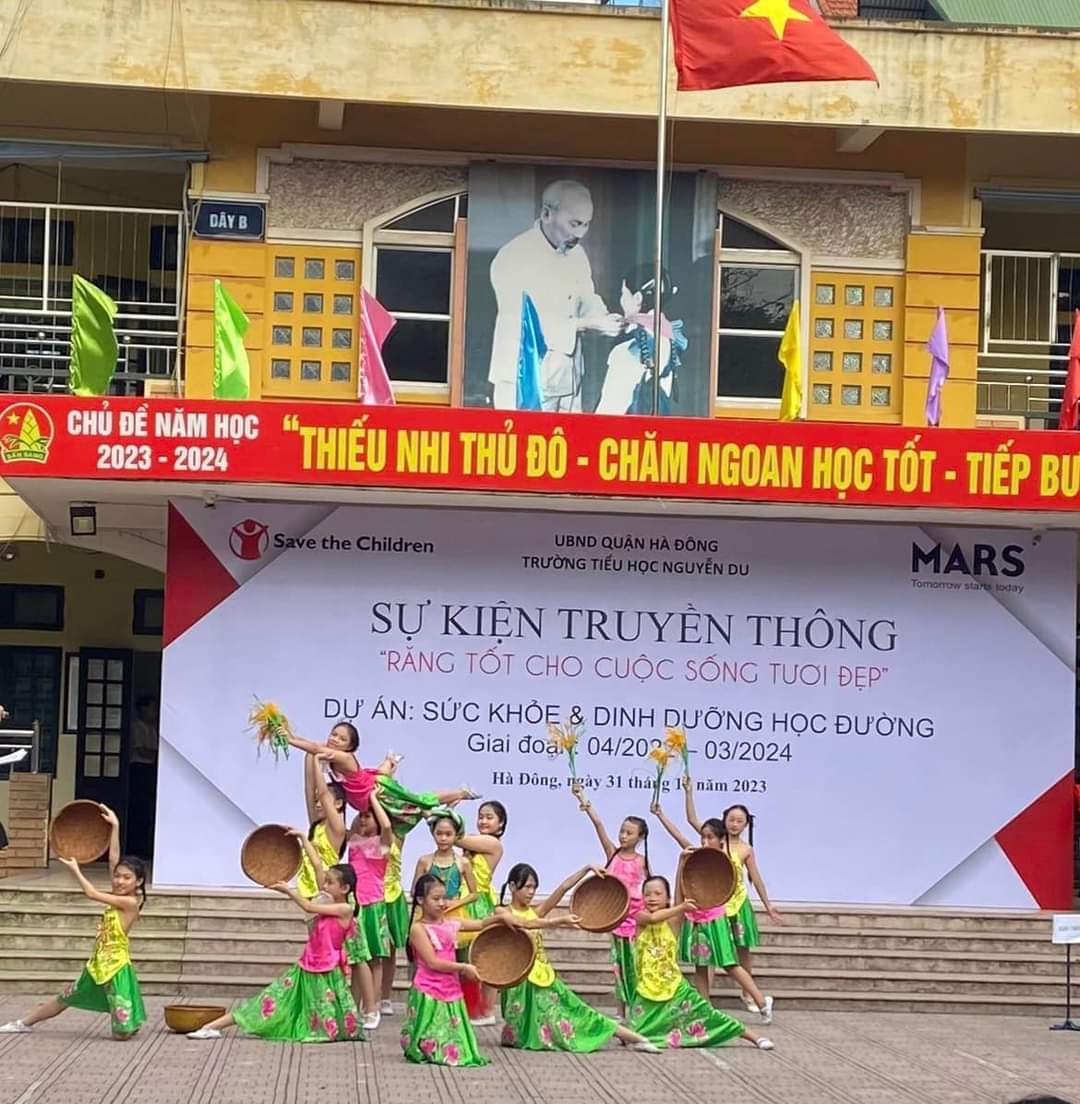 DÃY B
SẴN SÀNG
CHỦ ĐỀ NĂM HỌC
2023 - 2024
“THIẾU NHI THỦ ĐÔ - CHĂM NGOAN HỌC TỐT - TIẾP BƯ
Save the Children
UBND QUẬN HÀ ĐÔNG
TRƯỜNG TIỂU HỌC NGUYỄN DU
MARS
Tomorrow starts today
SỰ KIỆN TRUYỀN THÔNG
“RĂNG TỐT CHO CUỘC SỐNG TƯƠI ĐẸP”
DỰ ÁN: SỨC KHỎE & DINH DƯỠNG HỌC ĐƯỜNG
Giai đoạn: 04/202 - 03/2024
Hà Đông, ngày 31 tháng 1 năm 2023